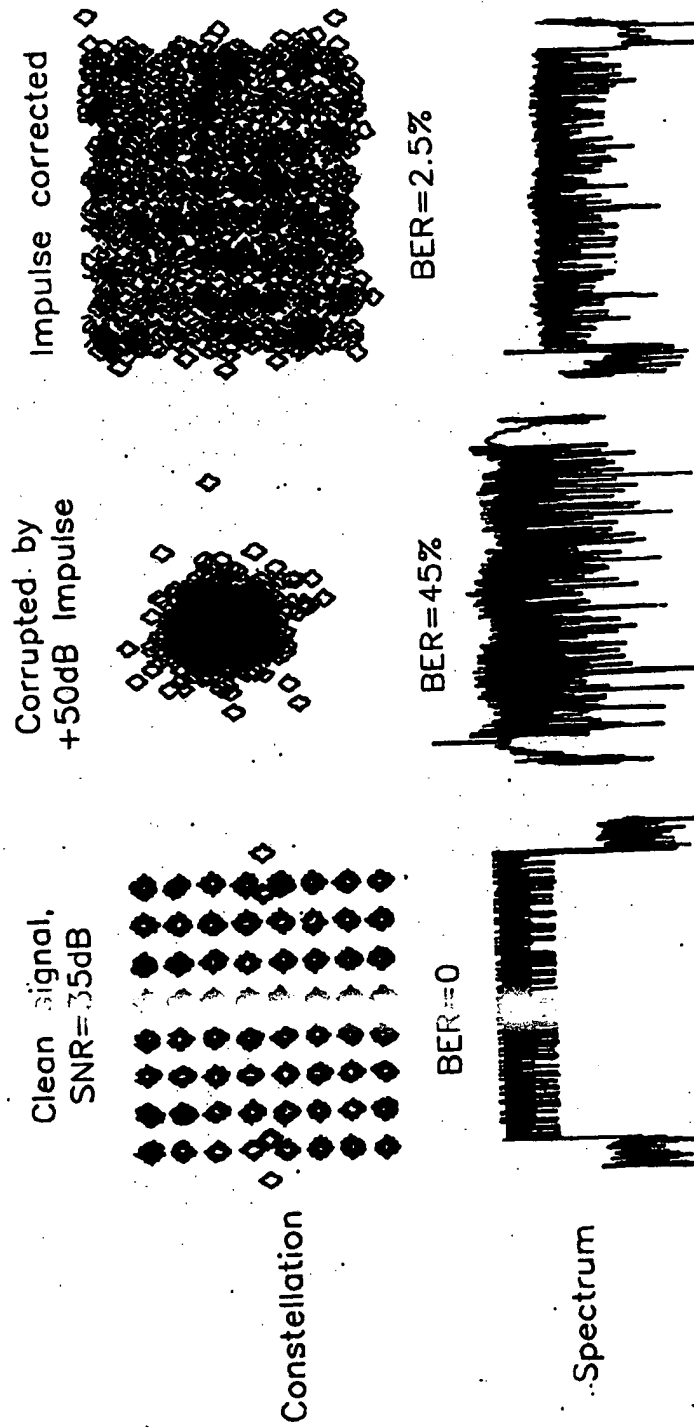 Clean signal,
SNR=35dB
Corrupted by
+50dB Impulse
Impulse corrected
Constellation
BER=0
BER=45%
BER=2.5%
Spectrum